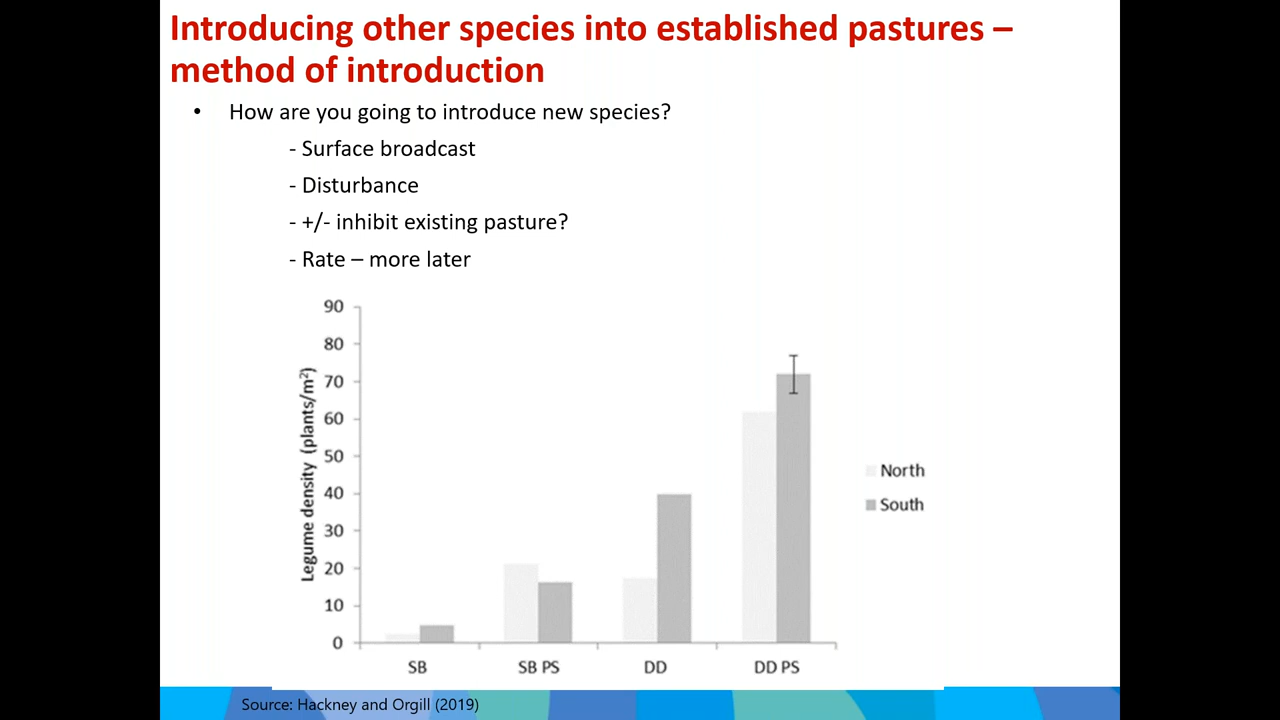 Introducing other species into established pastures –
method of introduction
• How are you going to introduce new species?
- Surface broadcast
- Disturbance
- +/- inhibit existing pasture?
- Rate – more later
90
80
70
60
50
40
30
20
10
0
Legume density (plants/m²)
SB
SB PS
DD
DD PS
North
South
Source: Hackney and Orgill (2019)